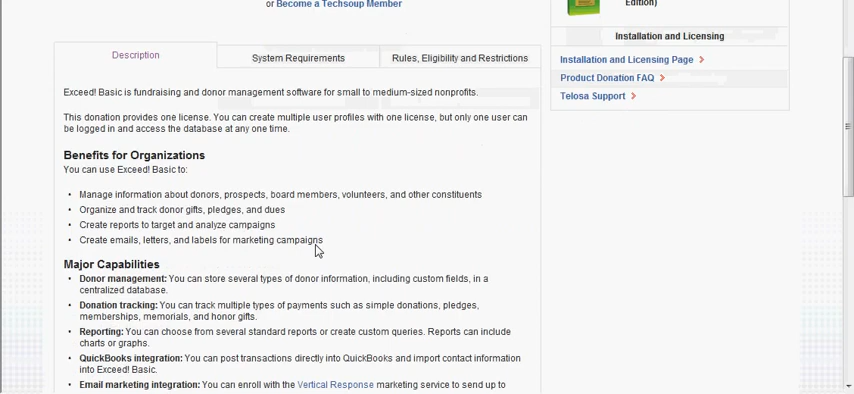 Edition)
or Become a Techsoup Member
Installation and Licensing
Installation and Licensing Page
Product Donation FAQ
Telosa Support
Description
System Requirements
Rules, Eligibility and Restrictions
Exceed! Basic is fundraising and donor management software for small to medium-sized nonprofits.
This donation provides one license. You can create multiple user profiles with one license, but only one user can
be logged in and access the database at any one time.
Benefits for Organizations
You can use Exceed! Basic to:
• Manage information about donors, prospects, board members, volunteers, and other constituents
• Organize and track donor gifts, pledges, and dues
• Create reports to target and analyze campaigns
• Create emails, letters, and labels for marketing campaigns
Major Capabilities
• Donor management: You can store several types of donor information, including custom fields, in a
centralized database.
• Donation tracking: You can track multiple types of payments such as simple donations, pledges,
memberships, memorials, and honor gifts.
• Reporting: You can choose from several standard reports or create custom queries. Reports can include
charts or graphs.
• QuickBooks integration: You can post transactions directly into QuickBooks and import contact information
into Exceed! Basic.
• Email marketing integration: You can enroll with the Vertical Response marketing service to send up to